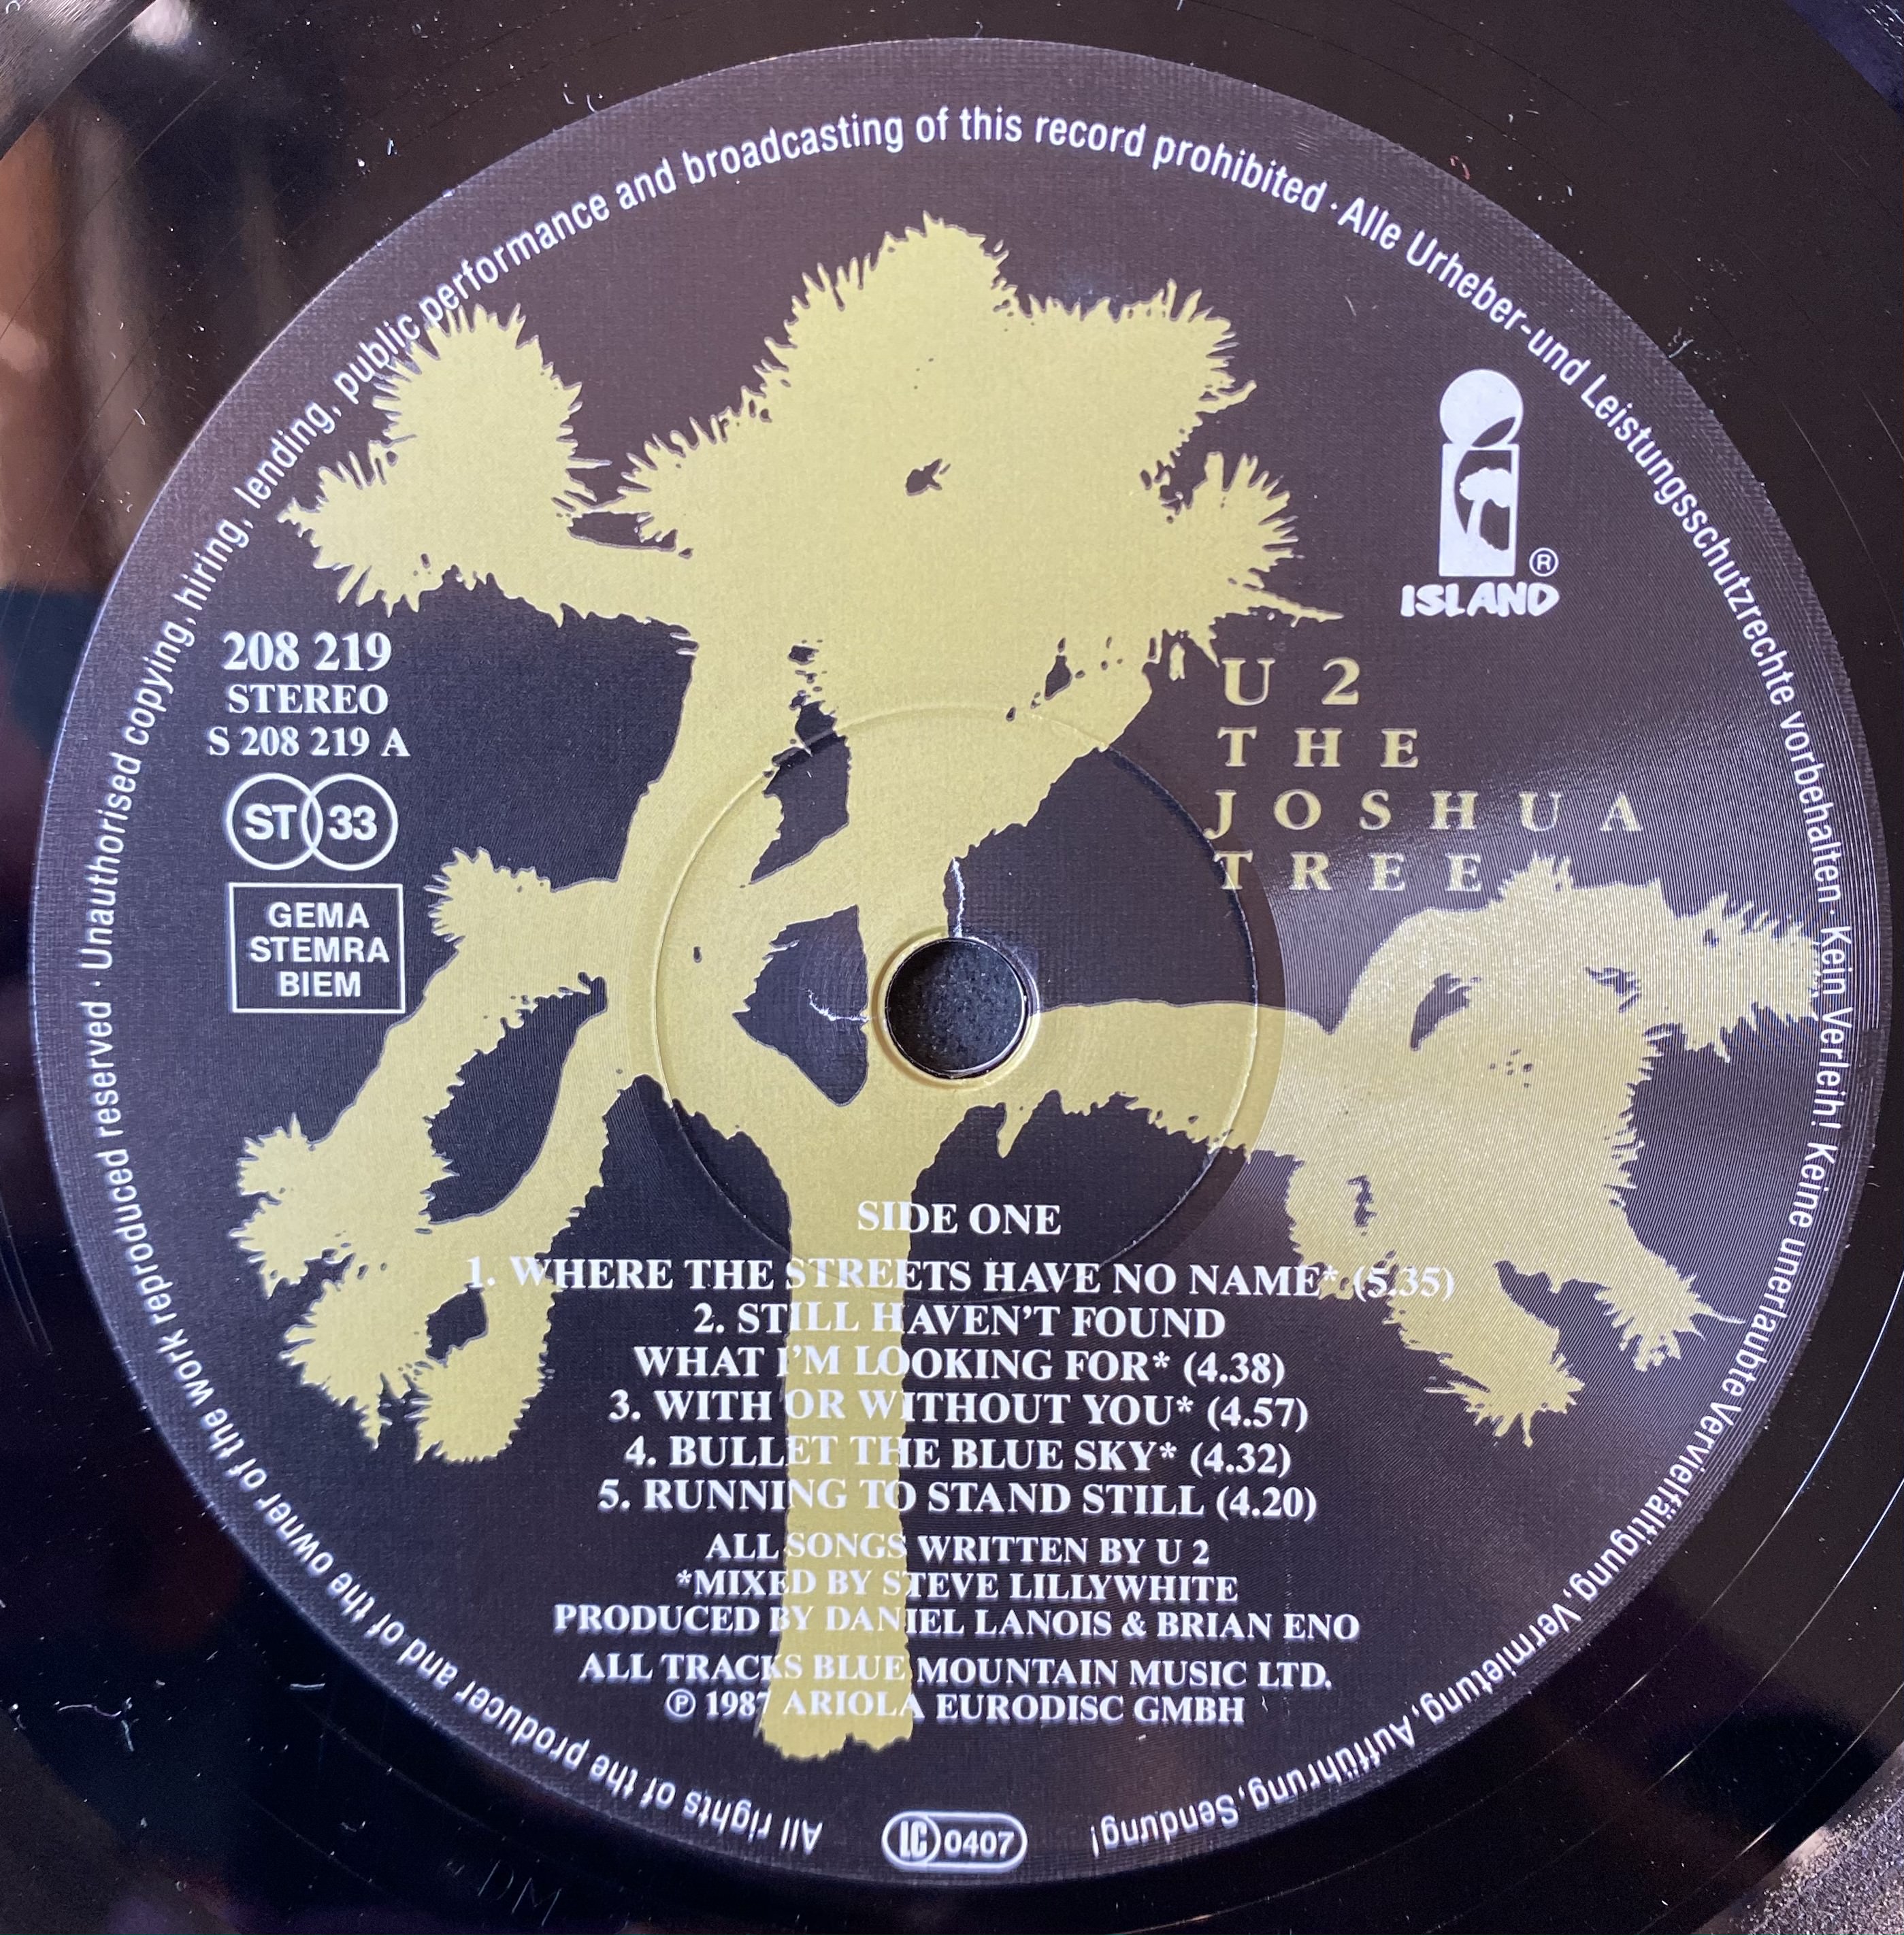 All rights of the producer and of the owner of the work reproduced reserved · Unauthorised copying, hiring, lending, public performance and broadcasting of this record prohibited · Alle Urheber-und Leistungsschutzrechte vorbehalten · Kein Verleih! Keine unerlaubte Vervielfältigung, Vermietung, Aufführung, Sendung!
ISLAND ®
208 219
STEREO
S 208 219 A
ST 33
GEMA
STEMRA
BIEM
U 2
THE
JOSHUA
TREE
SIDE ONE
1. WHERE THE STREETS HAVE NO NAME* (5.35)
2. STILL HAVEN'T FOUND
WHAT I'M LOOKING FOR* (4.38)
3. WITH OR WITHOUT YOU* (4.57)
4. BULLET THE BLUE SKY* (4.32)
5. RUNNING TO STAND STILL (4.20)
ALL SONGS WRITTEN BY U 2
*MIXED BY STEVE LILLYWHITE
PRODUCED BY DANIEL LANOIS & BRIAN ENO
ALL TRACKS BLUE MOUNTAIN MUSIC LTD.
℗ 1987 ARIOLA EURODISC GMBH
LC 0407
DM